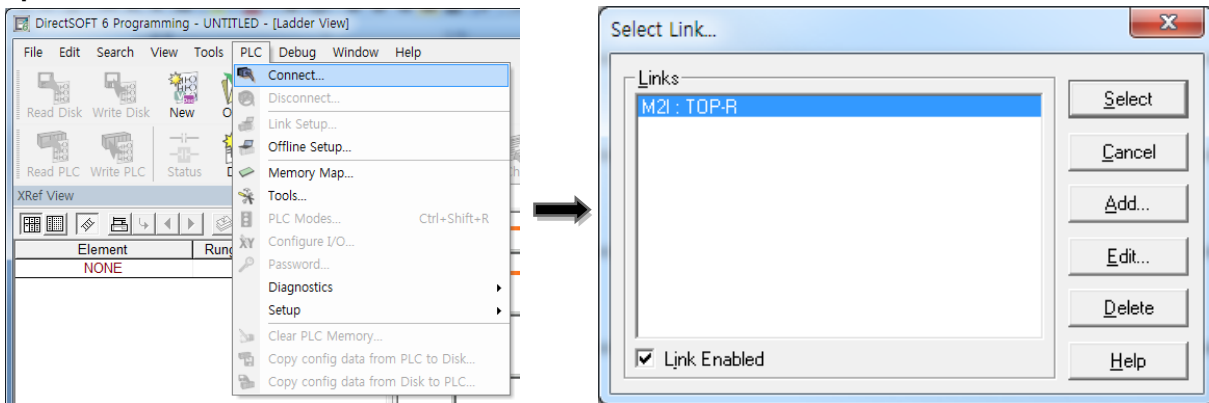 DirectSOFT 6 Programming - UNTITLED - [Ladder View]
File Edit Search View Tools PLC Debug Window Help
Read Disk Write Disk New
Read PLC Write PLC Status
XRef View
Element
NONE
Connect...
Disconnect...
Link Setup...
Offline Setup...
Memory Map...
Tools...
PLC Modes... Ctrl+Shift+R
Configure I/O...
Password...
Diagnostics
Setup
Clear PLC Memory...
Copy config data from PLC to Disk...
Copy config data from Disk to PLC...
Select Link...
Links
M2I : TOP-R
Select
Cancel
Add...
Edit...
Delete
Help
Link Enabled